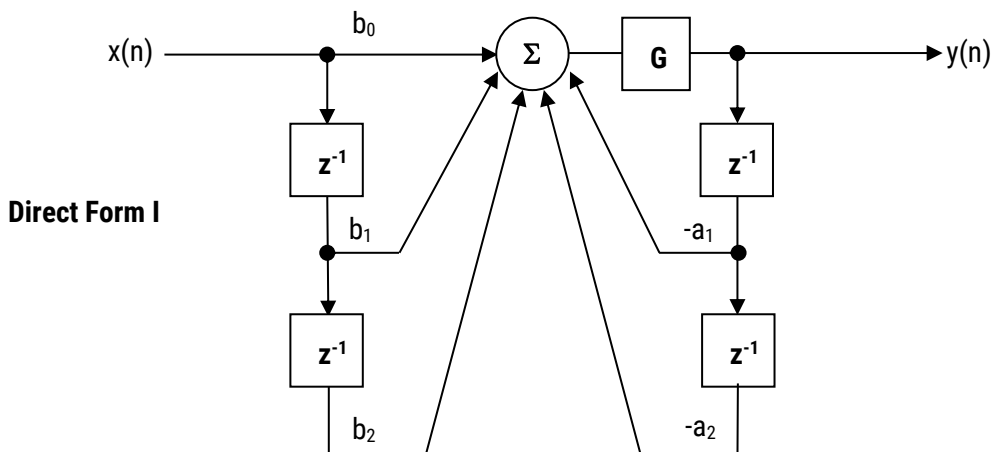 b₀
x(n) Σ G y(n)
z⁻¹ z⁻¹
Direct Form I
b₁ -a₁
z⁻¹ z⁻¹
b₂ -a₂